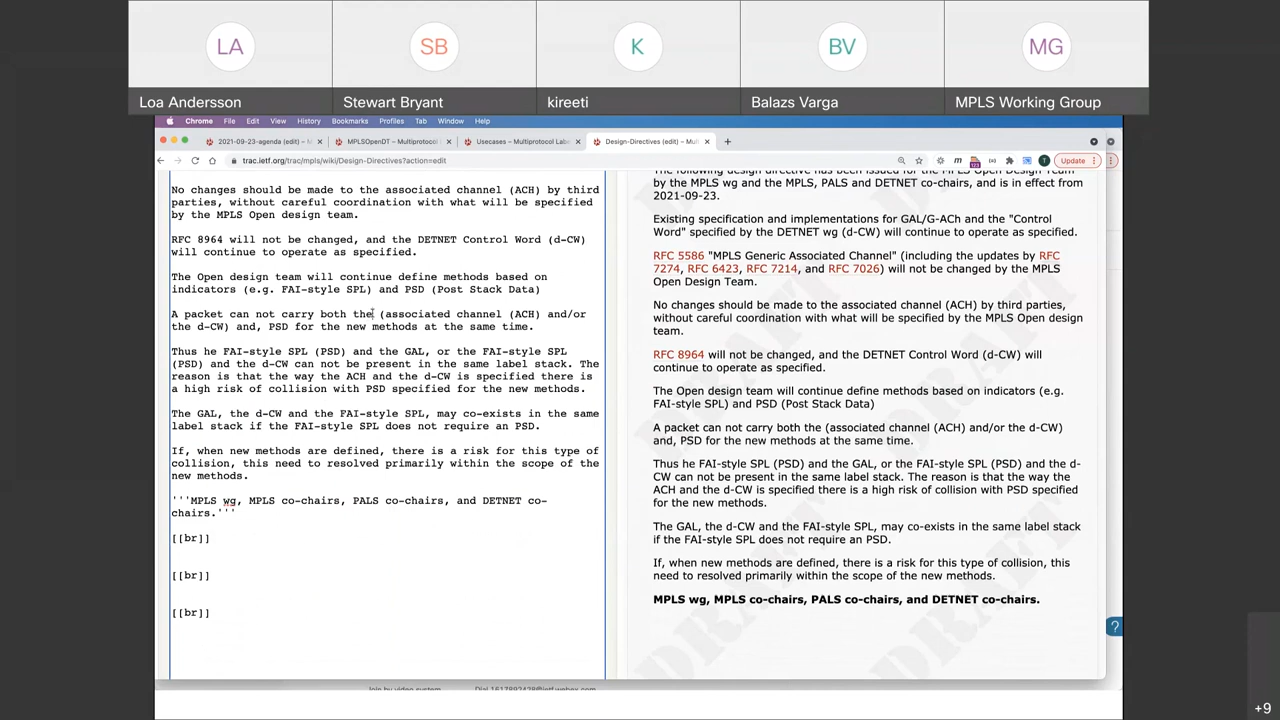 LA
SB
K
BV
MG
Loa Andersson
Stewart Bryant
kireeti
Balazs Varga
MPLS Working Group
Chrome File Edit View History Bookmarks Profiles Tab Window Help
2021-09-23-agenda (edit) – Mu
MPLSOpenDT – Multiprotocol L
Usecases – Multiprotocol Labe
Design-Directives (edit) – Mult
trac.ietf.org/trac/mpls/wiki/Design-Directives?action=edit
T
Update
No changes should be made to the associated channel (ACH) by third
parties, without careful coordination with what will be specified
by the MPLS Open design team.
RFC 8964 will not be changed, and the DETNET Control Word (d-CW)
will continue to operate as specified.
The Open design team will continue define methods based on
indicators (e.g. FAI-style SPL) and PSD (Post Stack Data)
A packet can not carry both the (associated channel (ACH) and/or
the d-CW) and, PSD for the new methods at the same time.
Thus he FAI-style SPL (PSD) and the GAL, or the FAI-style SPL
(PSD) and the d-CW can not be present in the same label stack. The
reason is that the way the ACH and the d-CW is specified there is
a high risk of collision with PSD specified for the new methods.
The GAL, the d-CW and the FAI-style SPL, may co-exists in the same
label stack if the FAI-style SPL does not require an PSD.
If, when new methods are defined, there is a risk for this type of
collision, this need to resolved primarily within the scope of the
new methods.
'''MPLS wg, MPLS co-chairs, PALS co-chairs, and DETNET co-
chairs.'''
[[br]]
[[br]]
[[br]]
The following design directive has been issued for the MPLS Open Design Team
by the MPLS wg and the MPLS, PALS and DETNET co-chairs, and is in effect from
2021-09-23.
Existing specification and implementations for GAL/G-ACh and the "Control
Word" specified by the DETNET wg (d-CW) will continue to operate as specified.
RFC 5586 "MPLS Generic Associated Channel" (including the updates by RFC
7274, RFC 6423, RFC 7214, and RFC 7026) will not be changed by the MPLS
Open Design Team.
No changes should be made to the associated channel (ACH) by third parties,
without careful coordination with what will be specified by the MPLS Open design
team.
RFC 8964 will not be changed, and the DETNET Control Word (d-CW) will
continue to operate as specified.
The Open design team will continue define methods based on indicators (e.g.
FAI-style SPL) and PSD (Post Stack Data)
A packet can not carry both the (associated channel (ACH) and/or the d-CW)
and, PSD for the new methods at the same time.
Thus he FAI-style SPL (PSD) and the GAL, or the FAI-style SPL (PSD) and the d-
CW can not be present in the same label stack. The reason is that the way the
ACH and the d-CW is specified there is a high risk of collision with PSD specified
for the new methods.
The GAL, the d-CW and the FAI-style SPL, may co-exists in the same label stack
if the FAI-style SPL does not require an PSD.
If, when new methods are defined, there is a risk for this type of collision, this
need to resolved primarily within the scope of the new methods.
MPLS wg, MPLS co-chairs, PALS co-chairs, and DETNET co-chairs.
DRAFT
DRAFT
DRAFT
?
Join by video system
+9